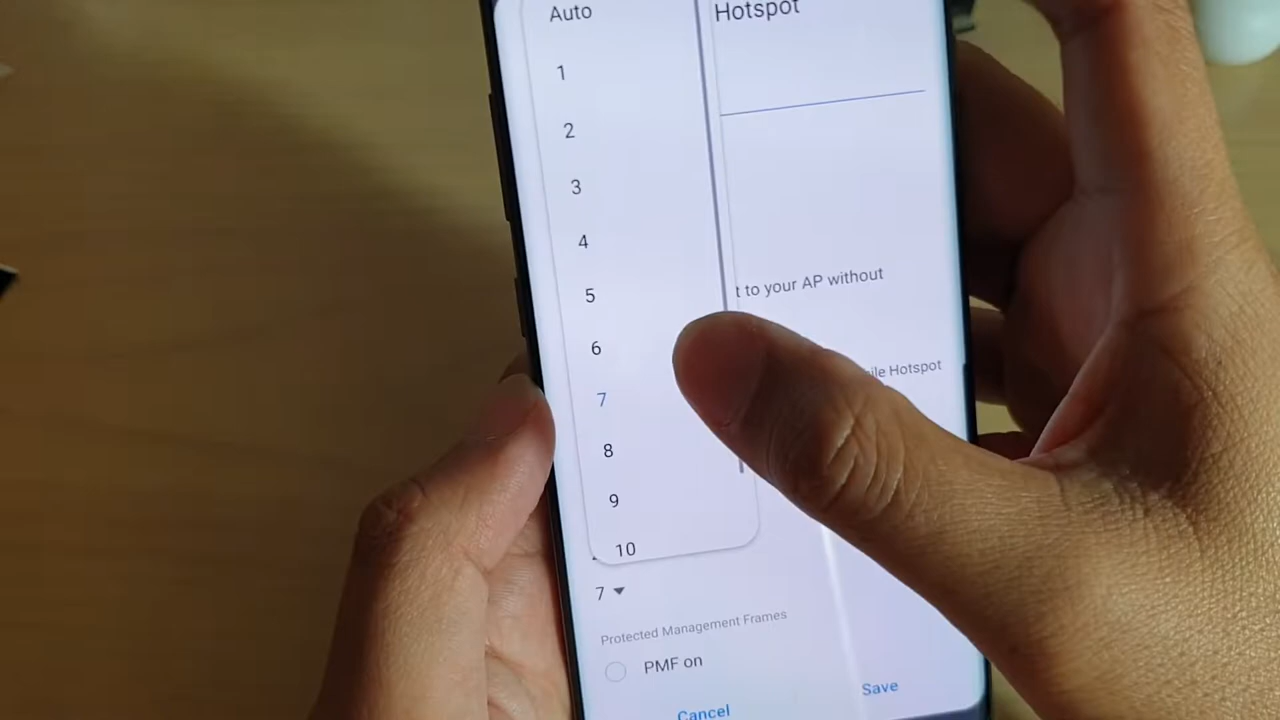 Auto
Hotspot
1
2
3
4
t to your AP without
5
6
ile Hotspot
7
8
9
10
7
Protected Management Frames
PMF on
Cancel
Save